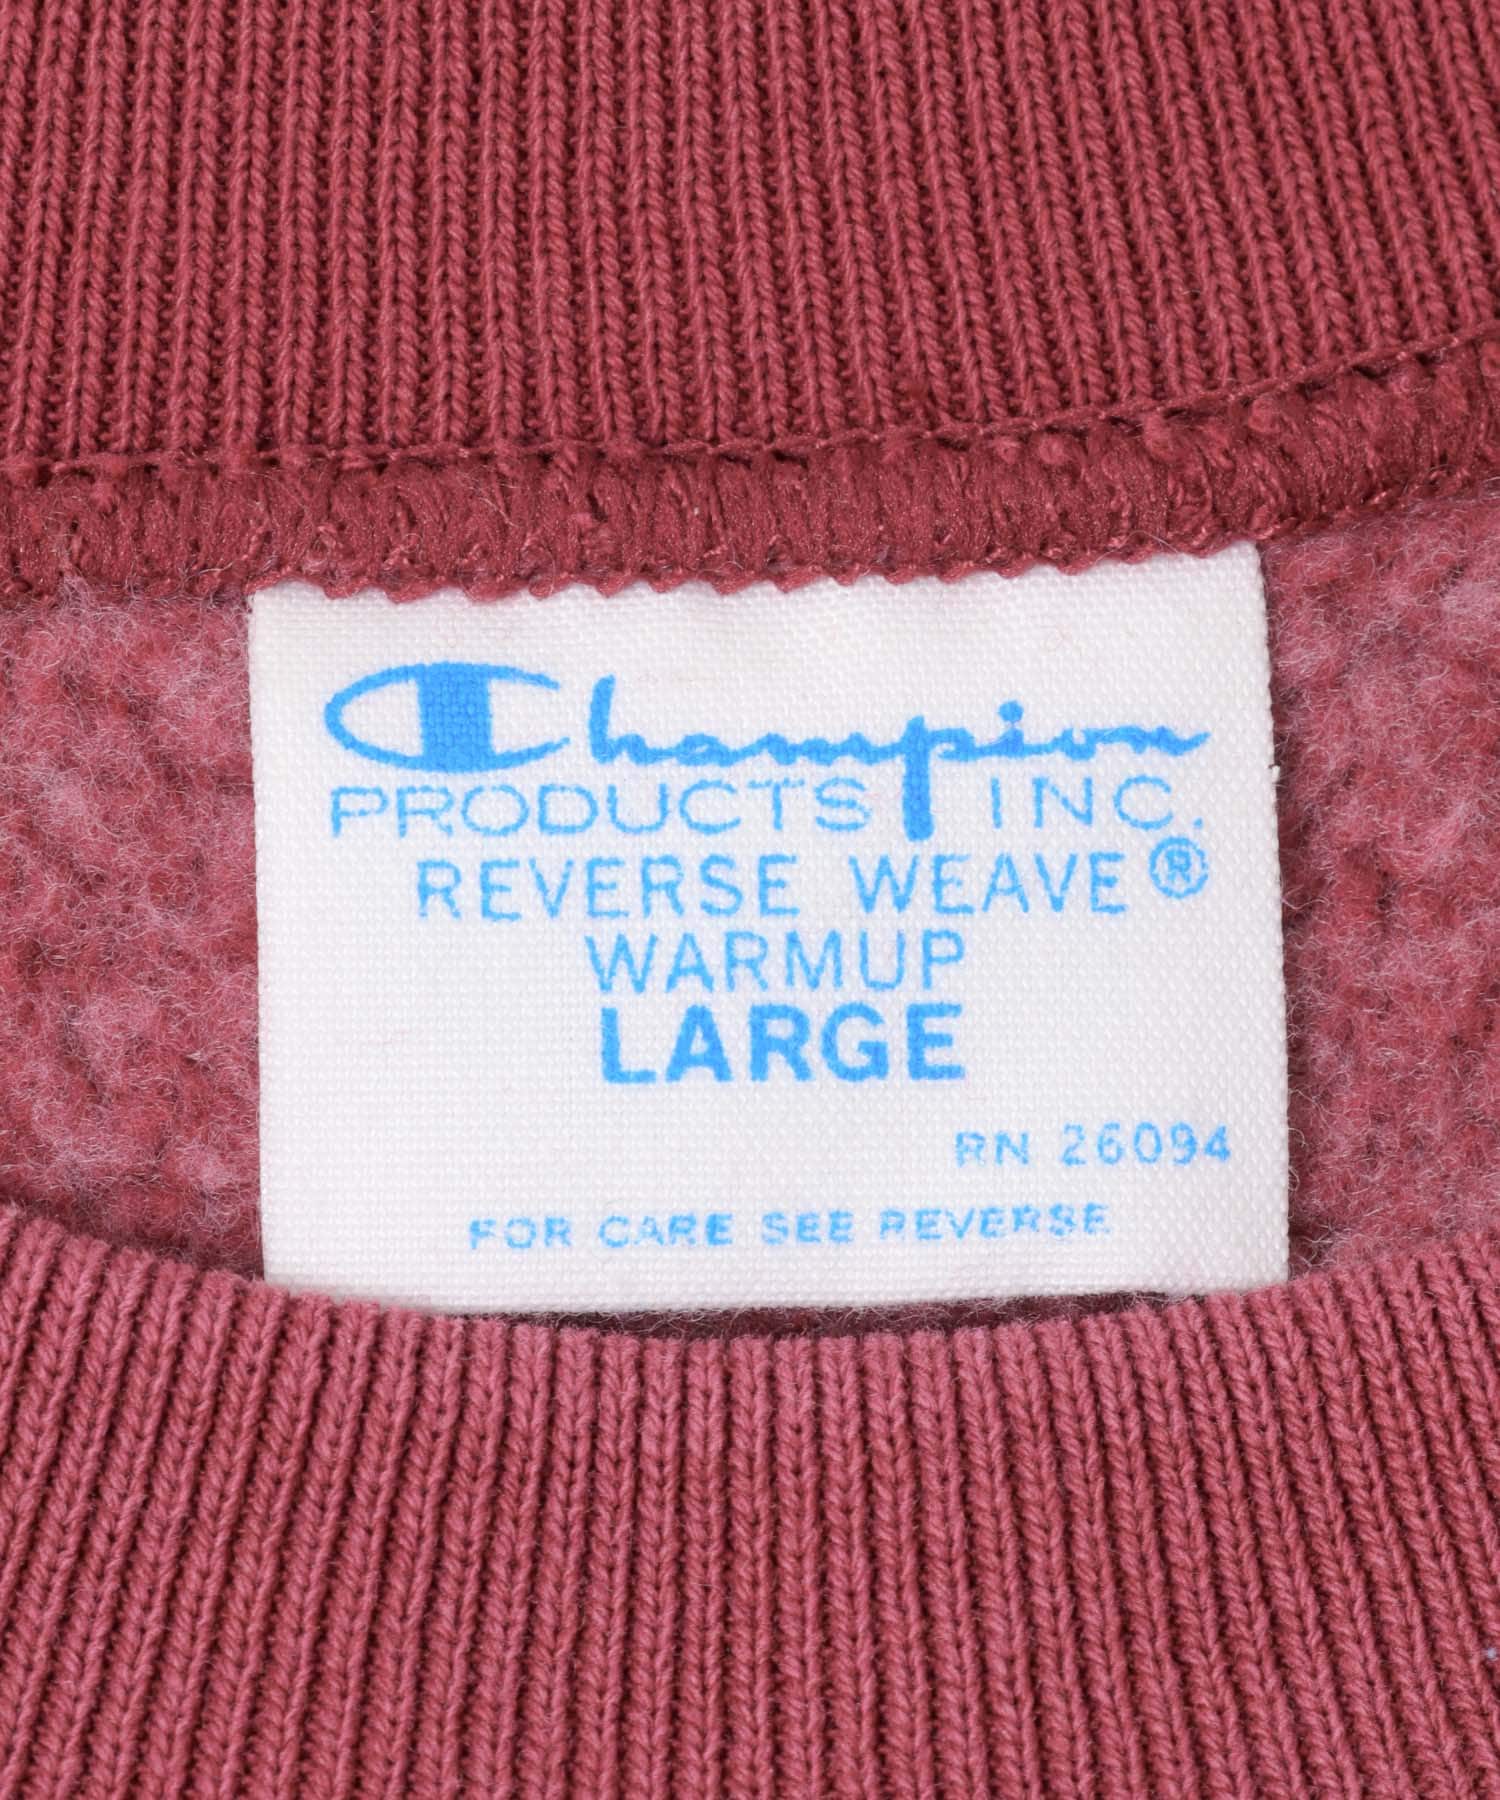 Champion
PRODUCTS INC.
REVERSE WEAVE®
WARMUP
LARGE
RN 26094
FOR CARE SEE REVERSE